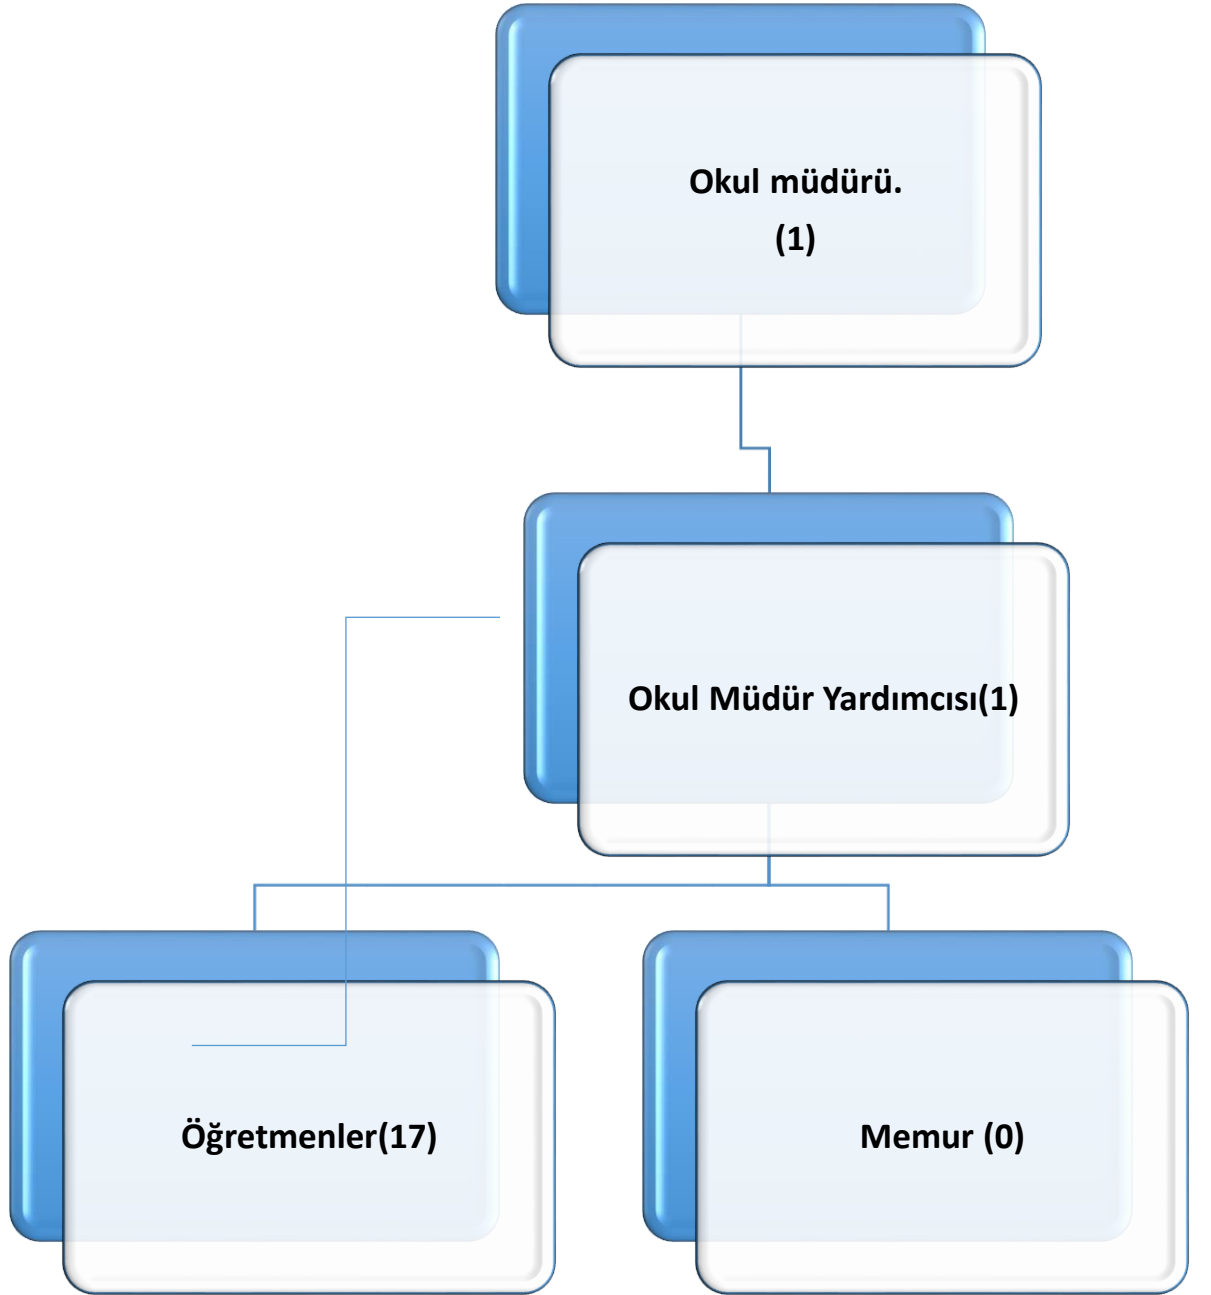 Okul müdürü.
(1)
Okul Müdür Yardımcısı(1)
Öğretmenler(17)
Memur (0)